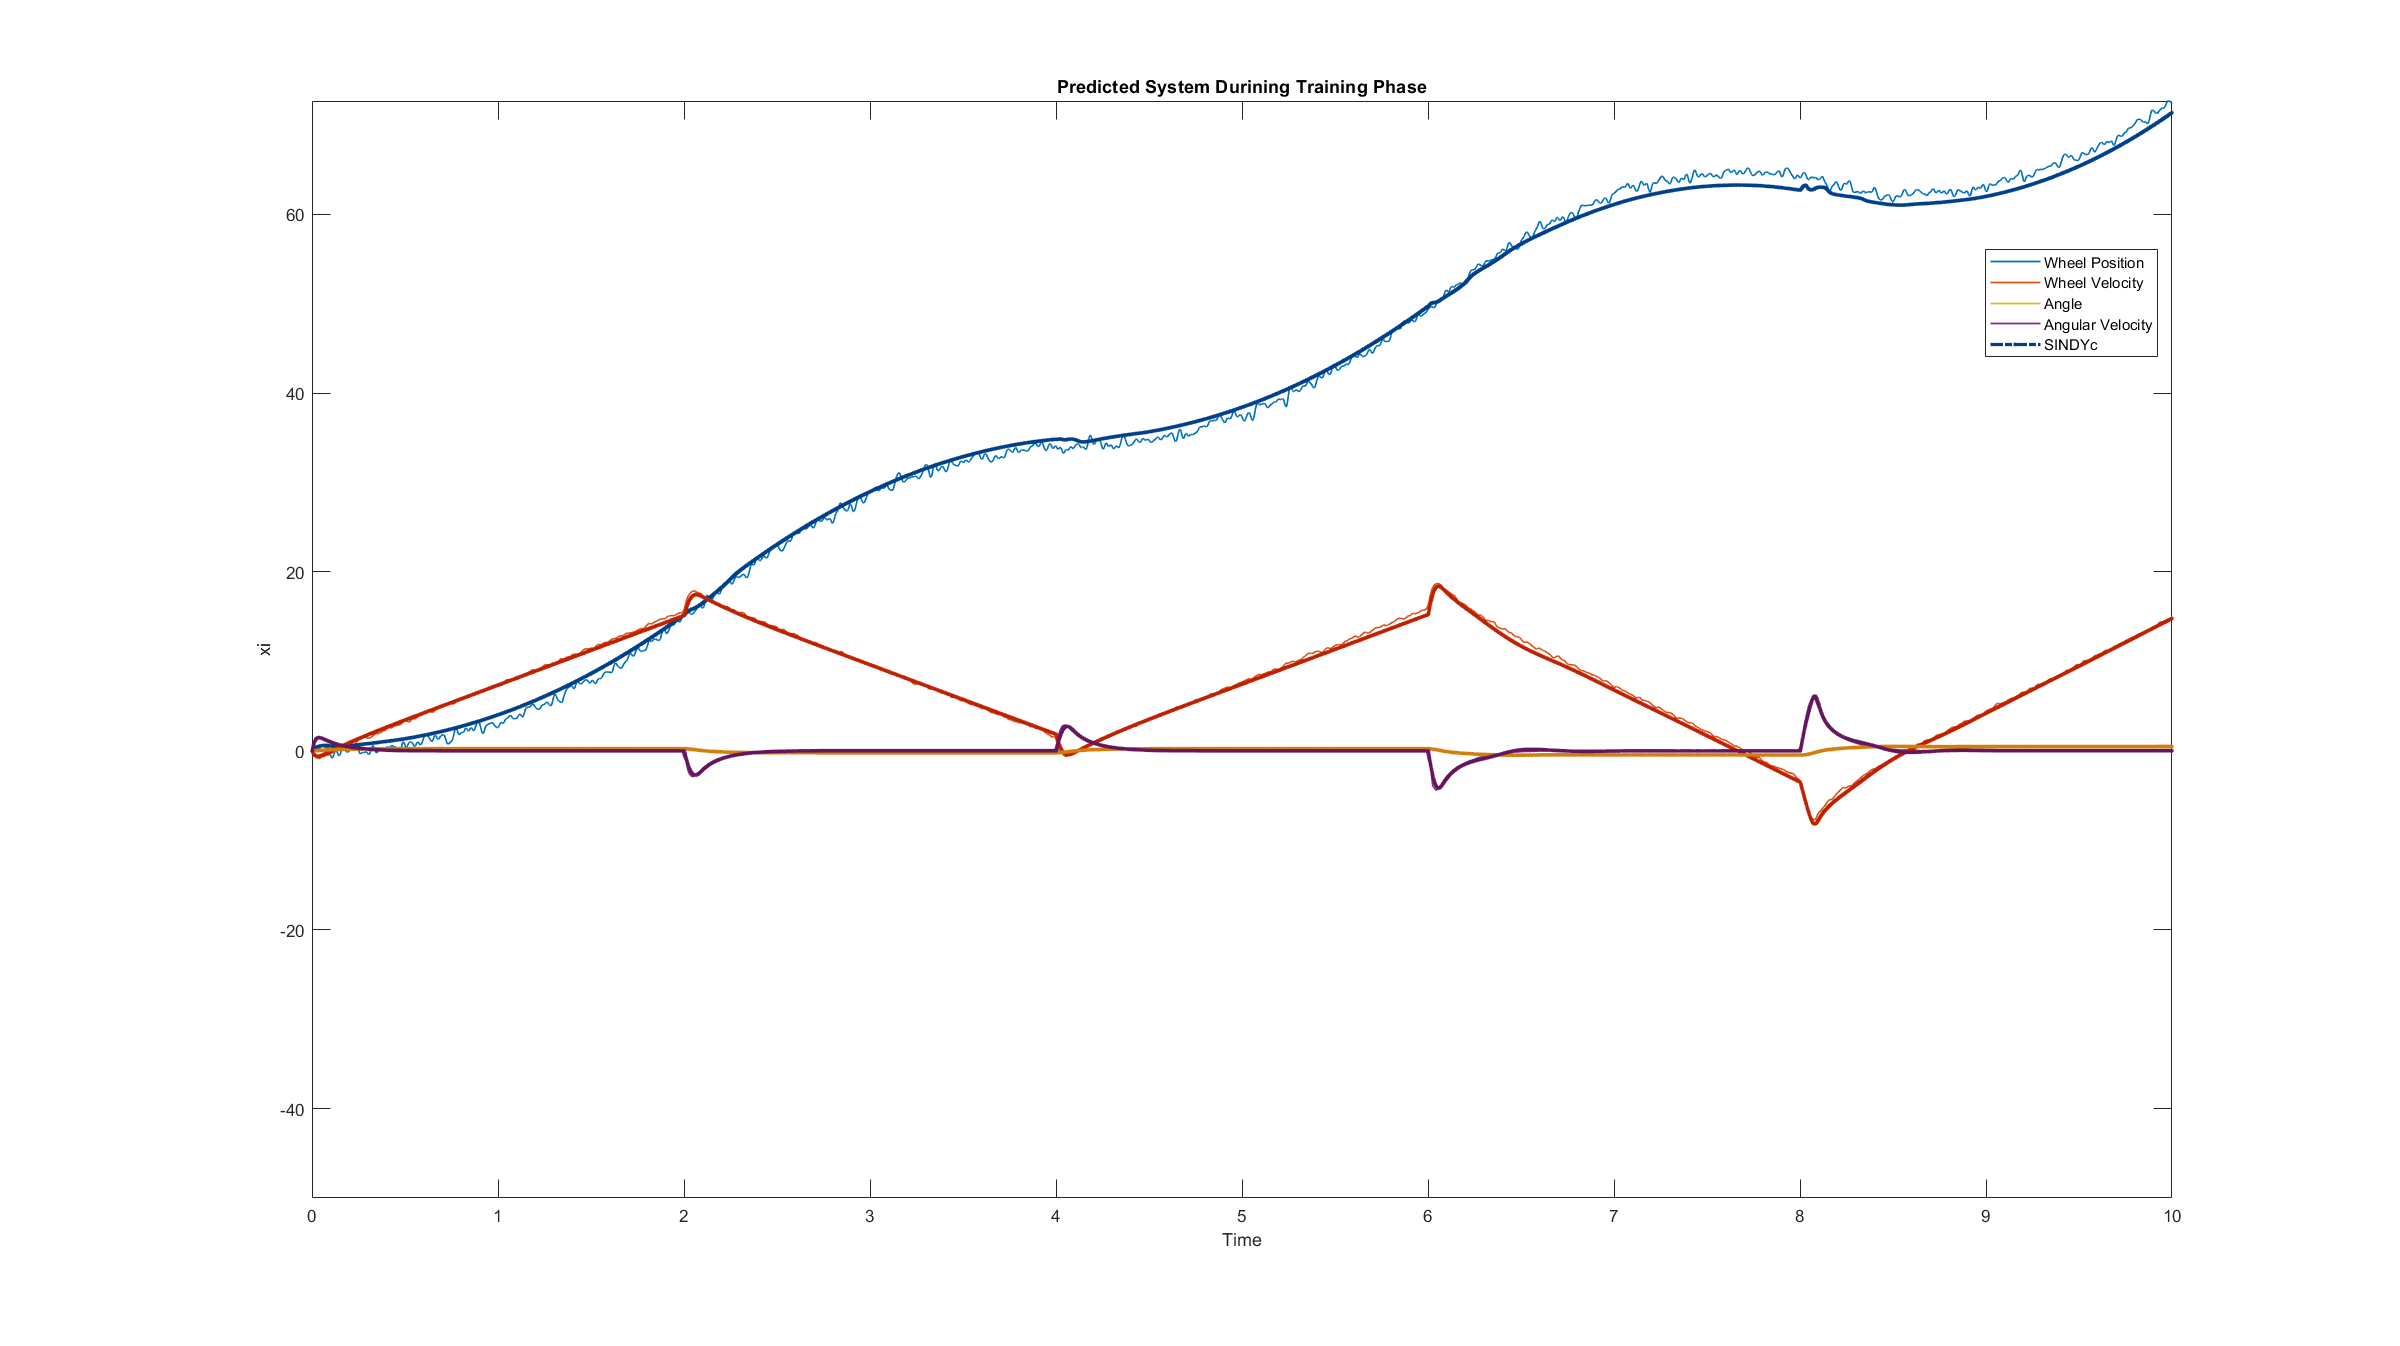 Predicted System Durining Training Phase
60
40
20
0
-20
-40
xi
Wheel Position
Wheel Velocity
Angle
Angular Velocity
SINDYc
0 1 2 3 4 5 6 7 8 9 10
Time